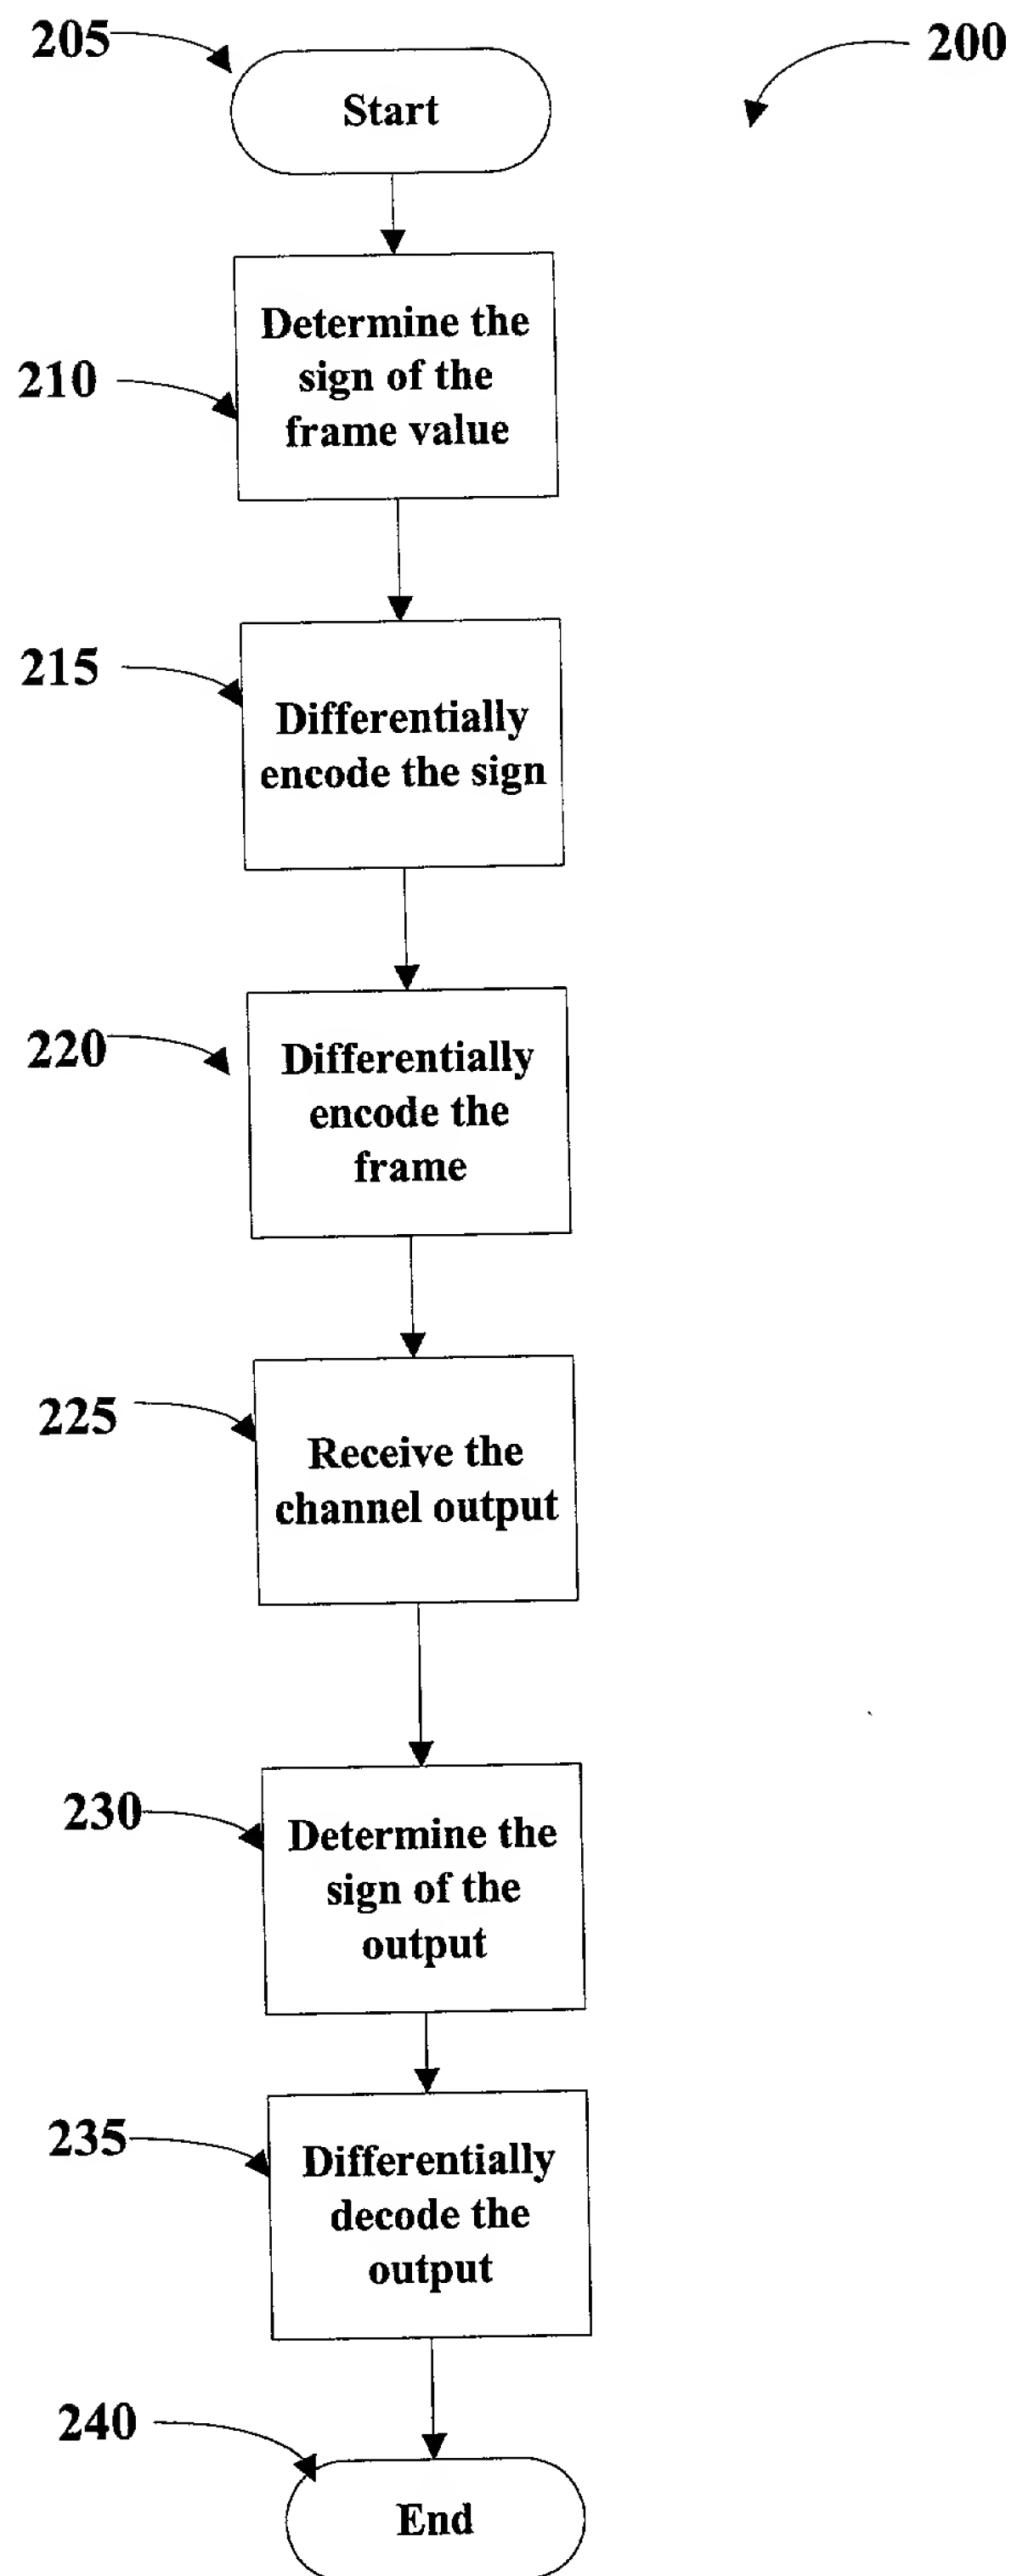 205
200
Start
Determine the
sign of the
frame value
210
215
Differentially
encode the sign
220
Differentially
encode the
frame
225
Receive the
channel output
230
Determine the
sign of the
output
235
Differentially
decode the
output
240
End